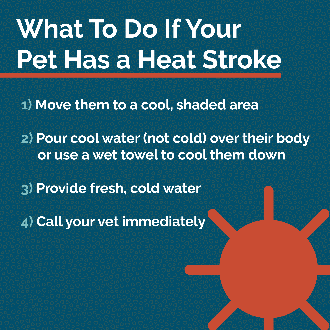 What To Do If Your
Pet Has a Heat Stroke
1) Move them to a cool, shaded area
2) Pour cool water (not cold) over their body
or use a wet towel to cool them down
3) Provide fresh, cold water
4) Call your vet immediately